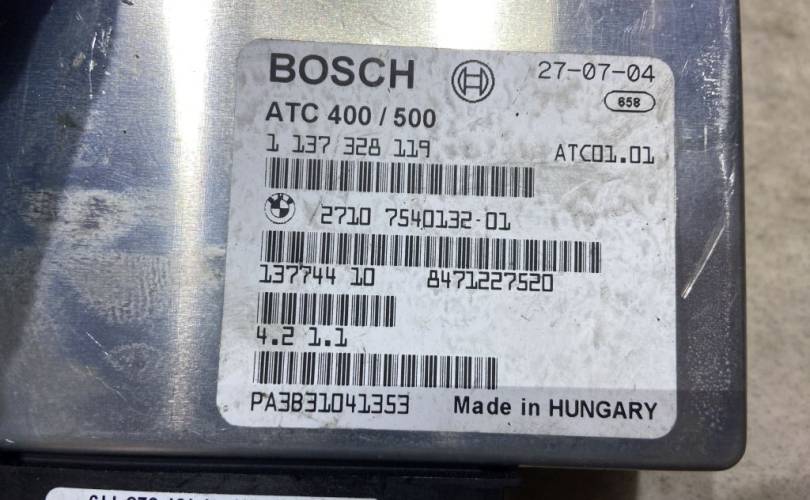 BOSCH 27-07-04
658
ATC 400 / 500
1 137 328 119 ATC01.01
2710 7540132-01
137744 10 8471227520
4.2 1.1
PA3B31041353 Made in HUNGARY